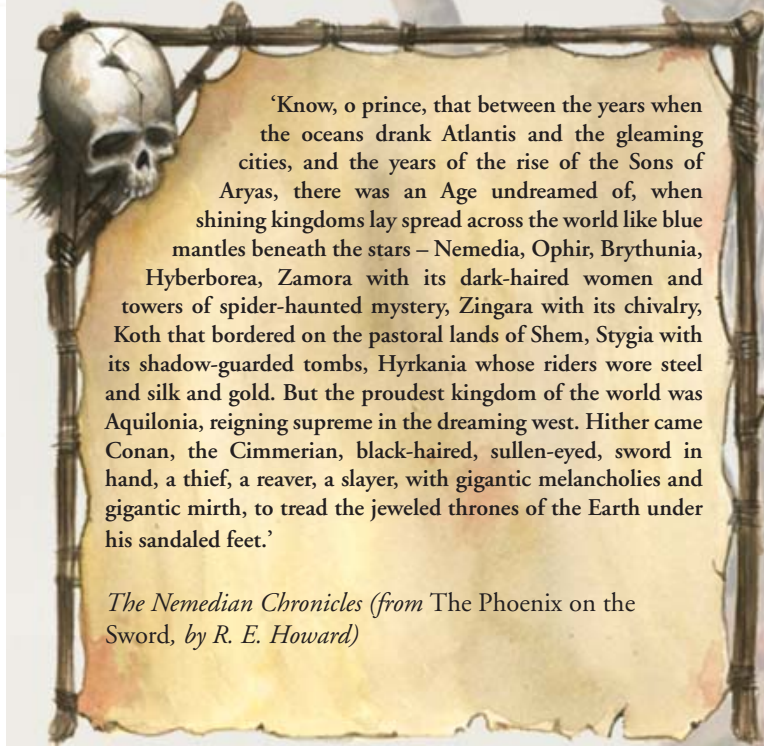 ‘Know, o prince, that between the years when
the oceans drank Atlantis and the gleaming
cities, and the years of the rise of the Sons of
Aryas, there was an Age undreamed of, when
shining kingdoms lay spread across the world like blue
mantles beneath the stars – Nemedia, Ophir, Brythunia,
Hyberborea, Zamora with its dark-haired women and
towers of spider-haunted mystery, Zingara with its chivalry,
Koth that bordered on the pastoral lands of Shem, Stygia with
its shadow-guarded tombs, Hyrkania whose riders wore steel
and silk and gold. But the proudest kingdom of the world was
Aquilonia, reigning supreme in the dreaming west. Hither came
Conan, the Cimmerian, black-haired, sullen-eyed, sword in
hand, a thief, a reaver, a slayer, with gigantic melancholies and
gigantic mirth, to tread the jeweled thrones of the Earth under
his sandaled feet.’
The Nemedian Chronicles (from The Phoenix on the
Sword, by R. E. Howard)